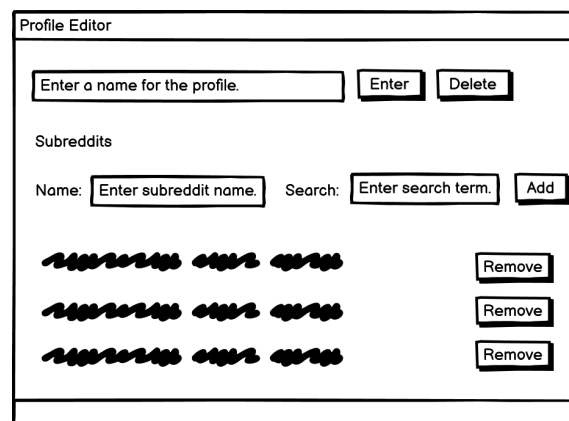 Profile Editor
Enter a name for the profile. Enter Delete
Subreddits
Name: Enter subreddit name. Search: Enter search term. Add
Remove
Remove
Remove